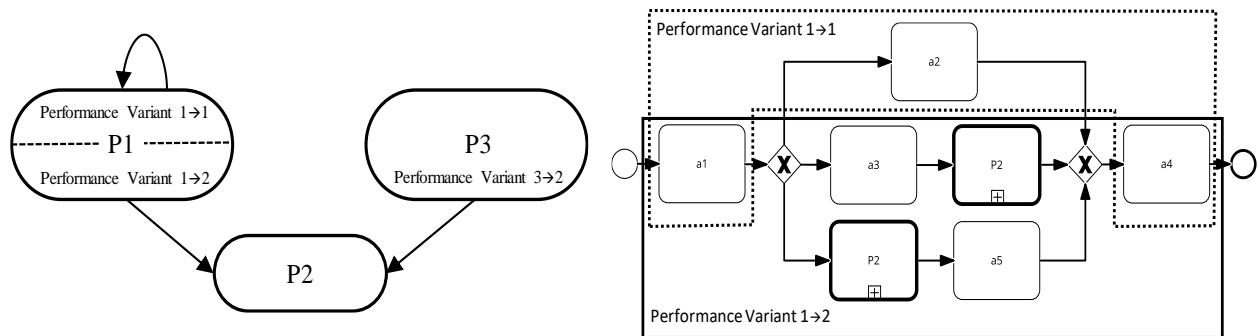 Performance Variant 1→1
P1
Performance Variant 1→2
P3
Performance Variant 3→2
P2
Performance Variant 1→1
a2
a1
X
a3
P2
X
a4
P2
a5
Performance Variant 1→2